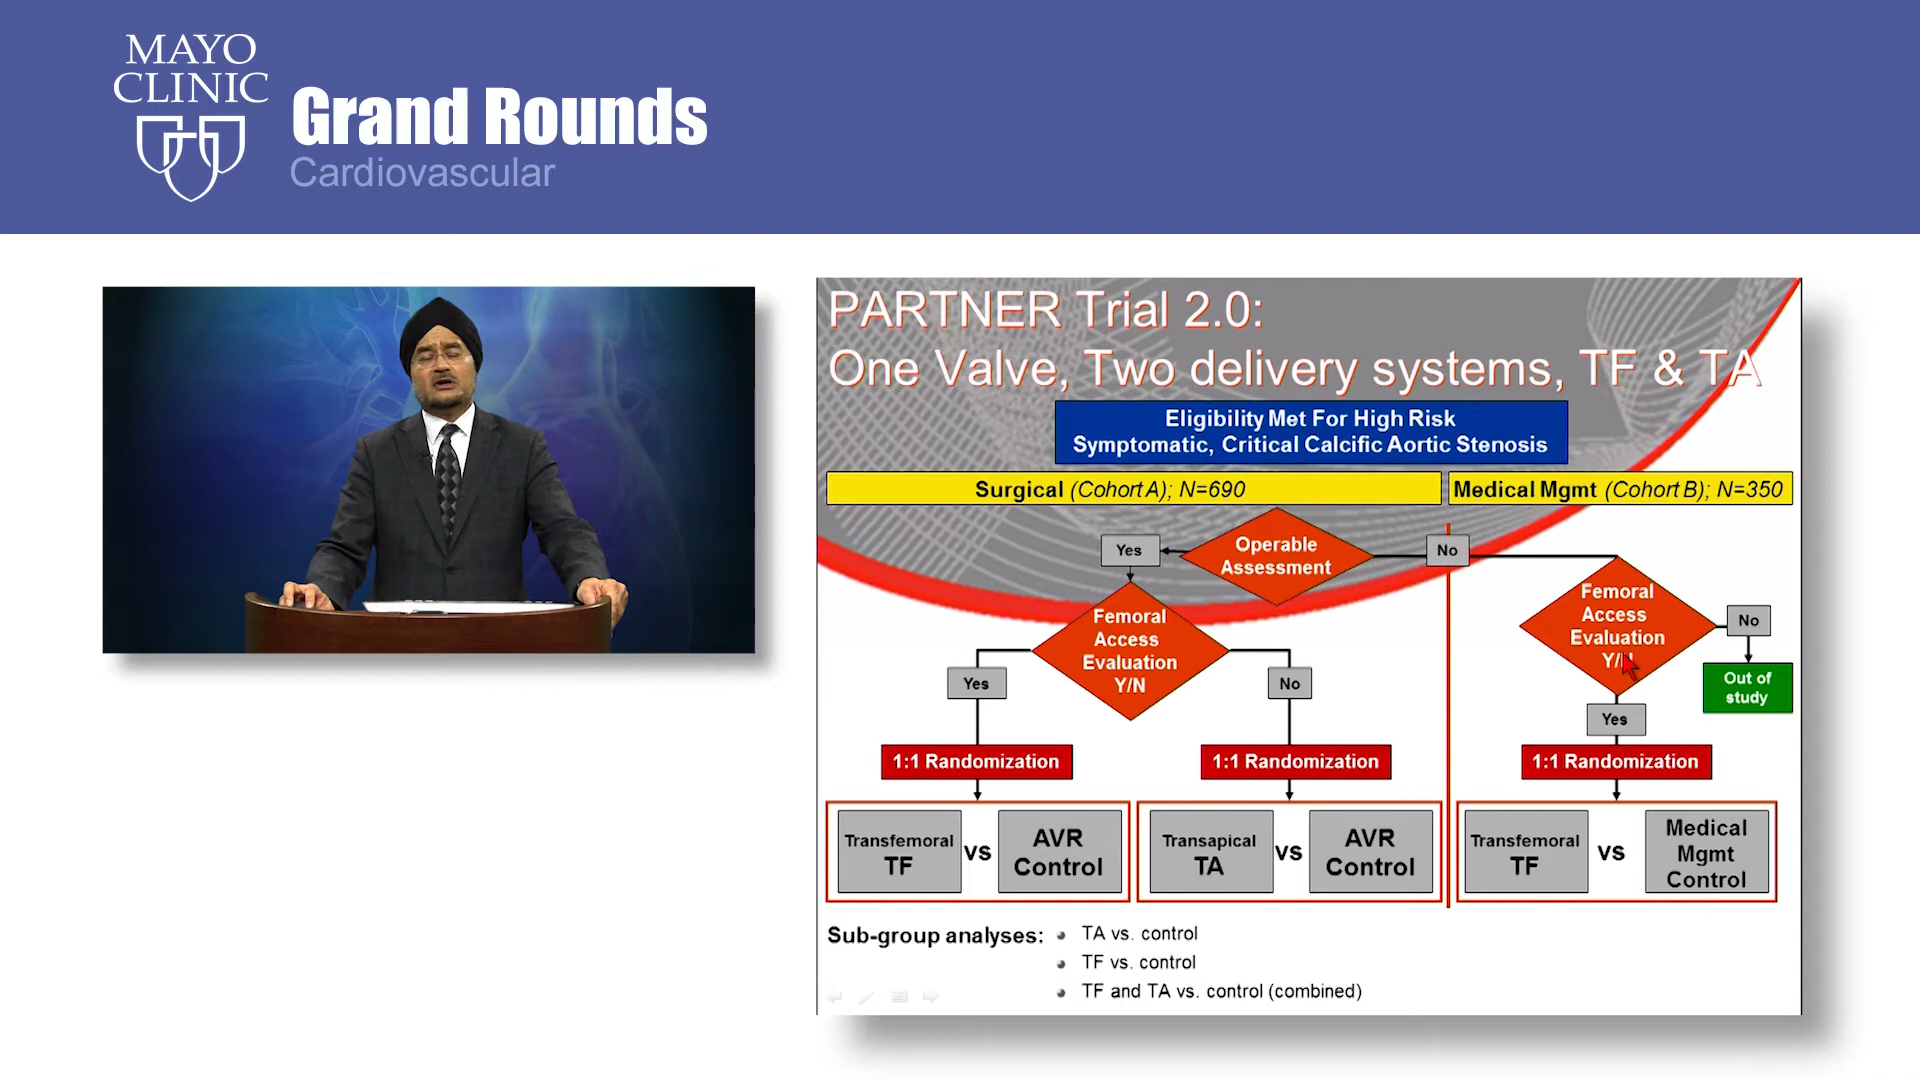 MAYO
CLINIC
Grand Rounds
Cardiovascular
PARTNER Trial 2.0:
One Valve, Two delivery systems, TF & TA
Eligibility Met For High Risk
Symptomatic, Critical Calcific Aortic Stenosis
Surgical (Cohort A); N=690
Medical Mgmt (Cohort B); N=350
Yes
Operable
Assessment
No
Femoral
Access
Evaluation
Y/N
Yes
No
Femoral
Access
Evaluation
Y/N
No
Out of
study
Yes
1:1 Randomization
1:1 Randomization
1:1 Randomization
Transfemoral
TF
VS
AVR
Control
Transapical
TA
VS
AVR
Control
Transfemoral
TF
VS
Medical
Mgmt
Control
Sub-group analyses:
TA vs. control
TF vs. control
TF and TA vs. control (combined)